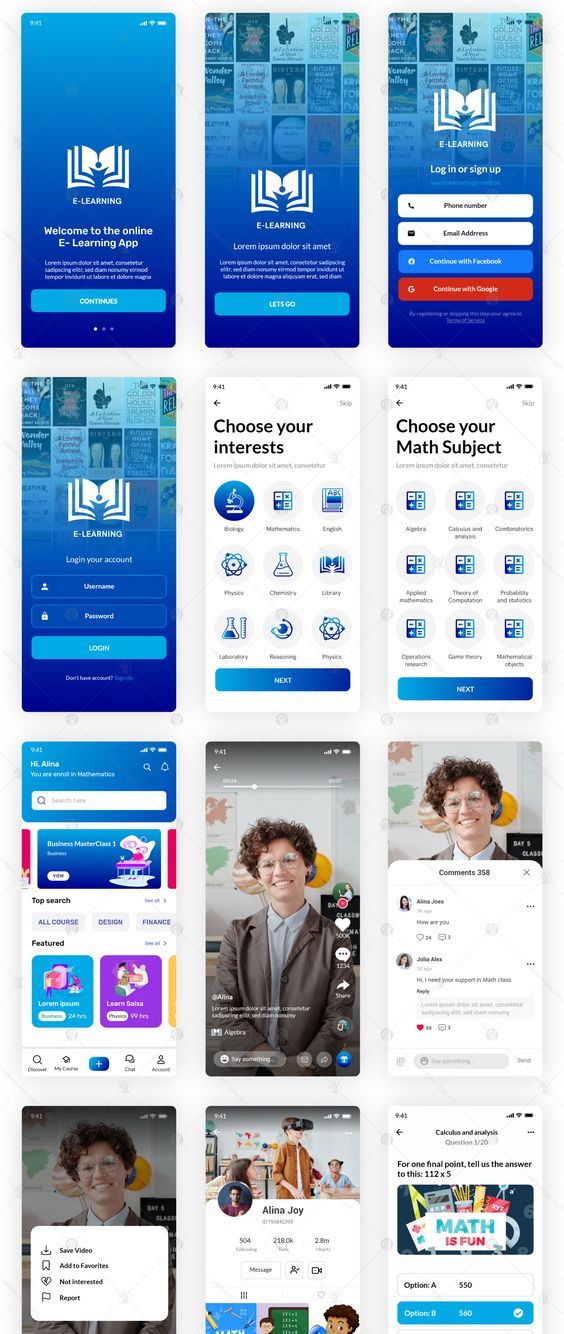 9:41
E-LEARNING
Welcome to the online
E- Learning App
Lorem ipsum dolor sit amet, consetetur
sadipscing elitr, sed diam nonumy eirmod
tempor invidunt ut labore et dolore magna
CONTINUES
E-LEARNING
Lorem ipsum dolor sit amet
Lorem ipsum dolor sit amet, consetetur
sadipscing elitr, sed diam nonumy eirmod tempor
labore et dolore magna aliquyam erat, sed diam
LETS GO
9:41
E-LEARNING
Log in or sign up
Select desired login method
Phone number
Email Addrress
Continue with Facebook
Continue with Google
By registering or skipping this step your agree to
Terms of Service
E-LEARNING
Login your account
Username
Password
LOGIN
Don't have account? Sign Up
9:41
Skip
Choose your
interests
Lorem ipsum dolor sit amet, consetetur
Biology
Mathematics
ABC
English
Physics
Chemistry
Library
Laboratory
Reasoning
Physics
NEXT
9:41
Skip
Choose your
Math Subject
Lorem ipsum dolor sit amet, consetetur
Algebra
Calculus and
analysis
Combinatorics
Applied
mathematics
Theory of
Computation
Probability
and statistics
Operations
research
Game theory
Mathematical
objects
NEXT
9:41
Hi, Alina
You are enroll in Mathematics
Search here
Business MasterClass 1
Business
VIEW
Top search
See all
ALL COURSE
DESIGN
FINANCE
Featured
See all
Lorem ipsum
Business 24 hrs
Learn Salsa
Physics 99 hrs
Discover
My Course
Chat
Account
9:41
00:24
00:01
DAY 5
500K
1234
Share
@Alina
Lorem ipsum dolor sit amet, consetetur
sadipscing elitr, sed diam nonumy
Algebra
Say something...
DAY 5
Comments 358
Alina Joes
3h ago
How are you
24
3
Jolia Alex
2d ago
Hi, I need your support in Math class
Reply
Lorem ipsum dolor sit amet, consetetur
sadipscing elitr, sed diam nonumy
69
3
@
Say something...
Send
9:41
DAY 5
Save Video
Add to Favorites
Not interested
Report
9:41
Alina Joy
ID:756842395
504
Following
218.0k
Fans
2.8m
Hearts
Message
MATH
9:41
Calculus and analysis
Question 1/20
For one final point, tell us the answer
to this: 112 x 5
MATH
IS FUN
Option: A
550
Option: B
560